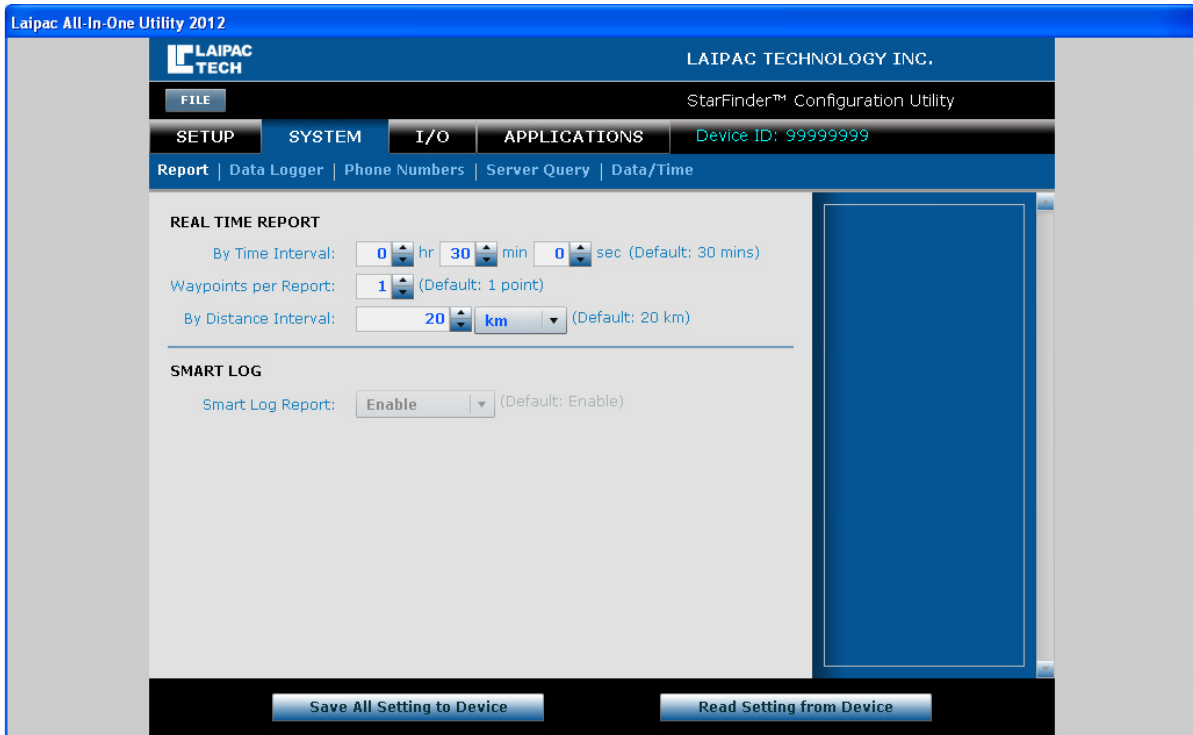 Laipac All-In-One Utility 2012
LAIPAC TECH
LAIPAC TECHNOLOGY INC.
FILE
StarFinder™ Configuration Utility
SETUP SYSTEM I/O APPLICATIONS Device ID: 99999999
Report | Data Logger | Phone Numbers | Server Query | Data/Time
REAL TIME REPORT
By Time Interval: 0 hr 30 min 0 sec (Default: 30 mins)
Waypoints per Report: 1 (Default: 1 point)
By Distance Interval: 20 km (Default: 20 km)
SMART LOG
Smart Log Report: Enable (Default: Enable)
Save All Setting to Device Read Setting from Device